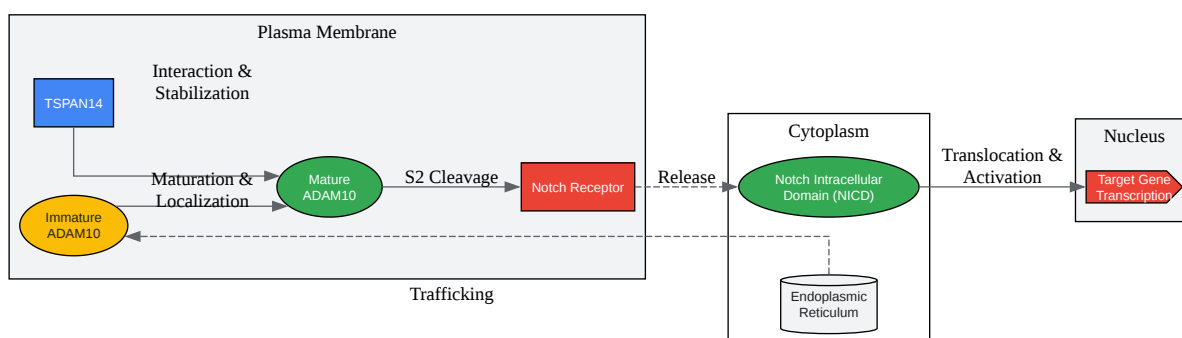 Plasma Membrane
Interaction &
Stabilization
TSPAN14
Maturation &
Localization
Immature
ADAM10
Mature
ADAM10
S2 Cleavage
Notch Receptor
Release
Trafficking
Cytoplasm
Notch Intracellular
Domain (NICD)
Endoplasmic
Reticulum
Translocation &
Activation
Nucleus
Target Gene
Transcription